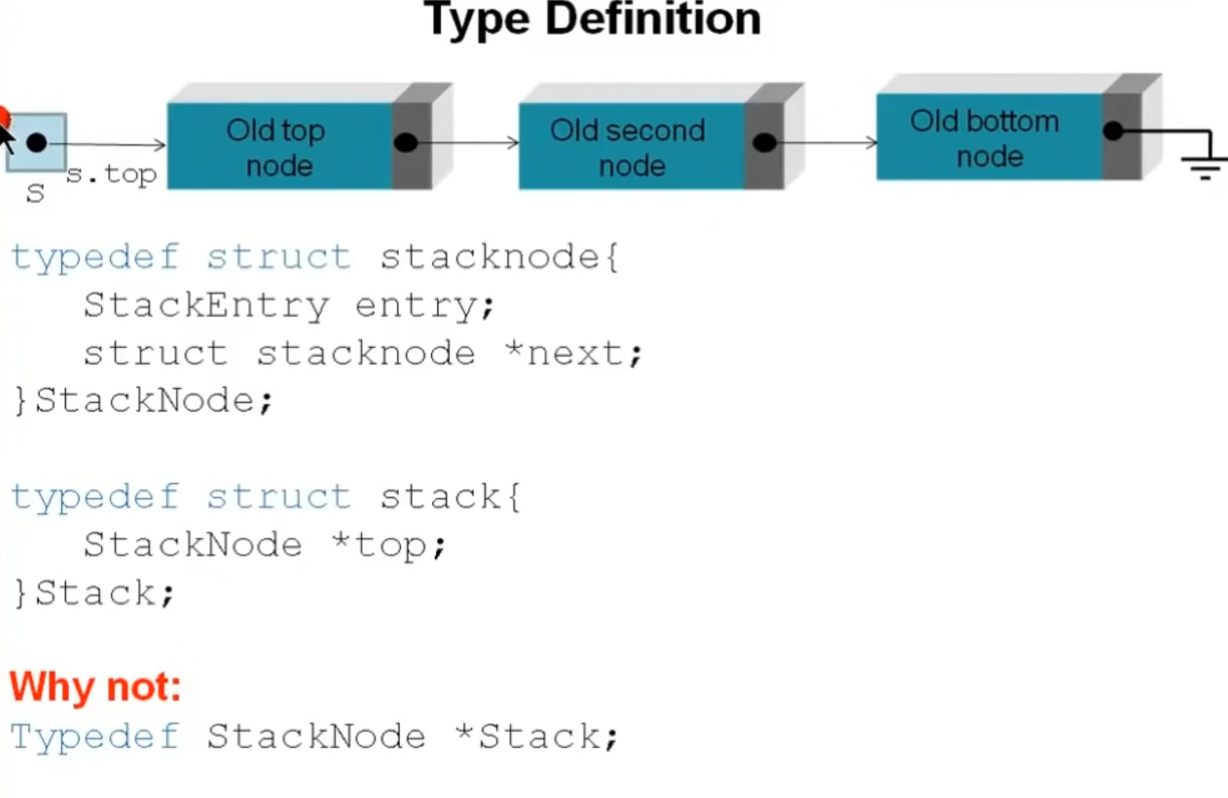 Type Definition
Old top
node
Old second
node
Old bottom
node
s.top
S
typedef struct stacknode{
StackEntry entry;
struct stacknode *next;
}StackNode;
typedef struct stack{
StackNode *top;
}Stack;
Why not:
Typedef StackNode *Stack;